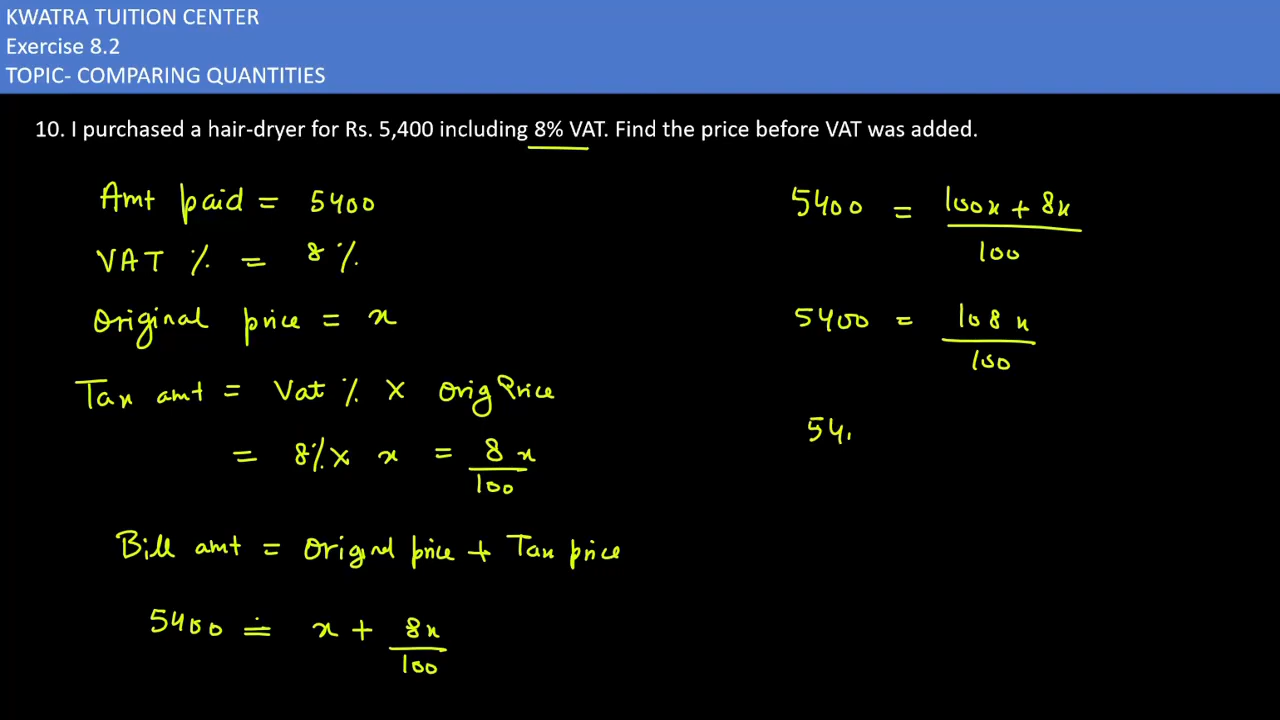 KWATRA TUITION CENTER
Exercise 8.2
TOPIC- COMPARING QUANTITIES
10. I purchased a hair-dryer for Rs. 5,400 including 8% VAT. Find the price before VAT was added.
Amt paid = 5400
VAT % = 8 %
Original price = x
Tax amt = Vat % × Orig Price
= 8% × x = 8x/100
Bill amt = Original price + Tax price
5400 = x + 8x/100
5400 = 100x + 8x/100
5400 = 108x/100
54